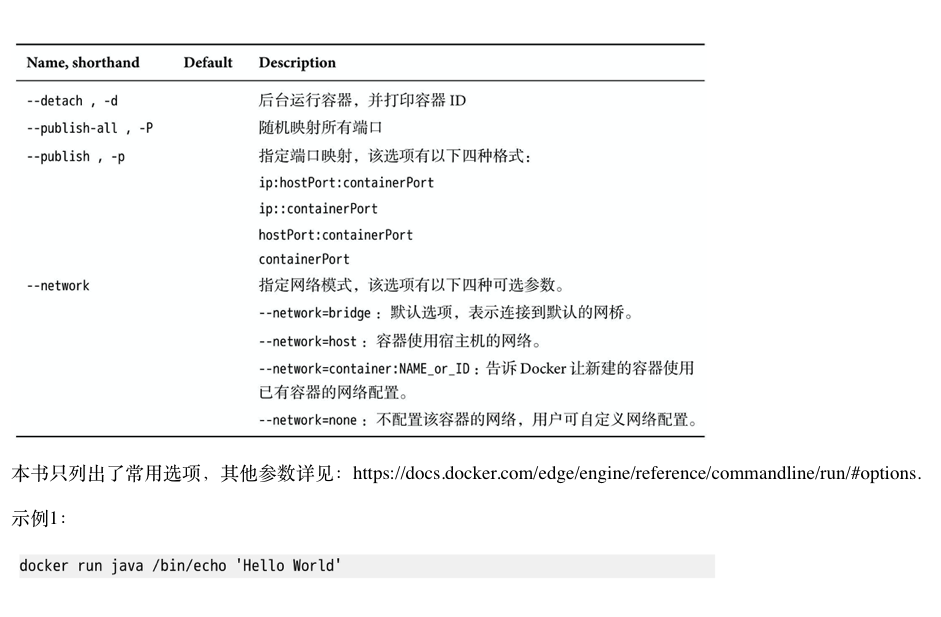 Name, shorthand Default Description
--detach , -d 后台运行容器，并打印容器 ID
--publish-all , -P 随机映射所有端口
--publish , -p 指定端口映射，该选项有以下四种格式：
ip:hostPort:containerPort
ip::containerPort
hostPort:containerPort
containerPort
--network 指定网络模式，该选项有以下四种可选参数。
--network=bridge ：默认选项，表示连接到默认的网桥。
--network=host ：容器使用宿主机的网络。
--network=container:NAME_or_ID ：告诉 Docker 让新建的容器使用
已有容器的网络配置。
--network=none ：不配置该容器的网络，用户可自定义网络配置。
本书只列出了常用选项，其他参数详见：https://docs.docker.com/edge/engine/reference/commandline/run/#options.
示例1：
docker run java /bin/echo 'Hello World'